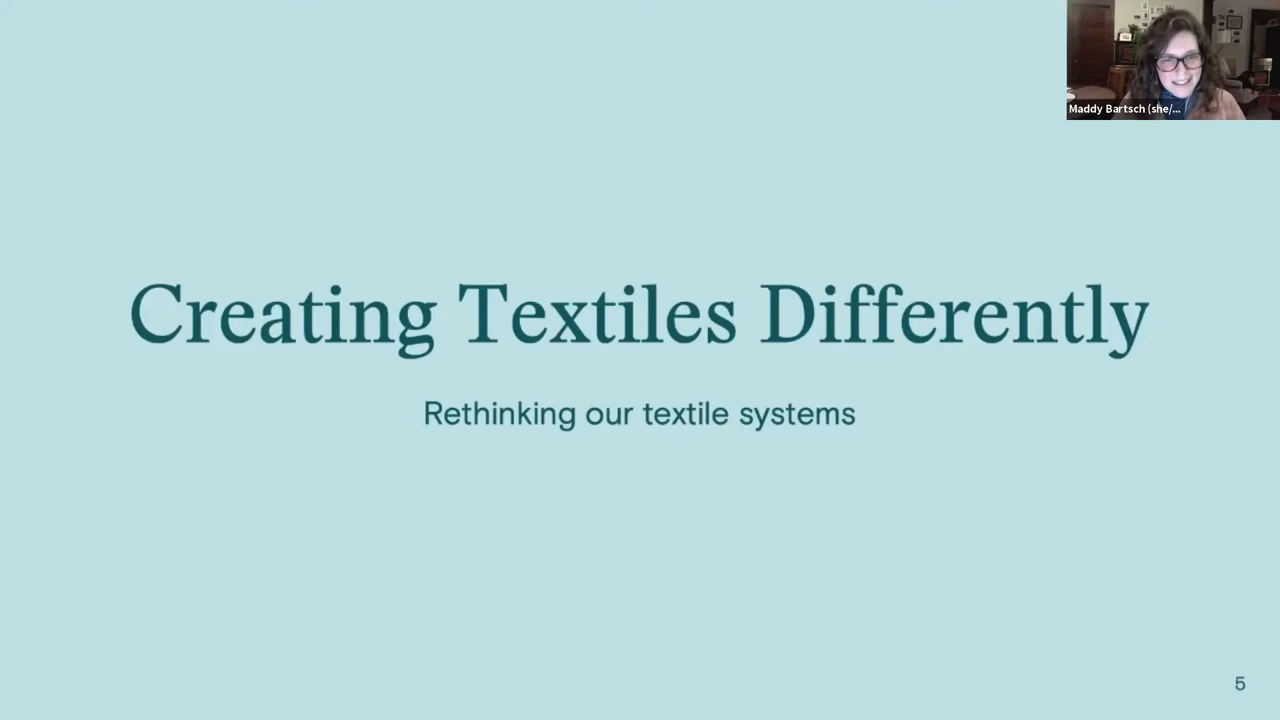 Maddy Bartsch (she/...
Creating Textiles Differently
Rethinking our textile systems
5